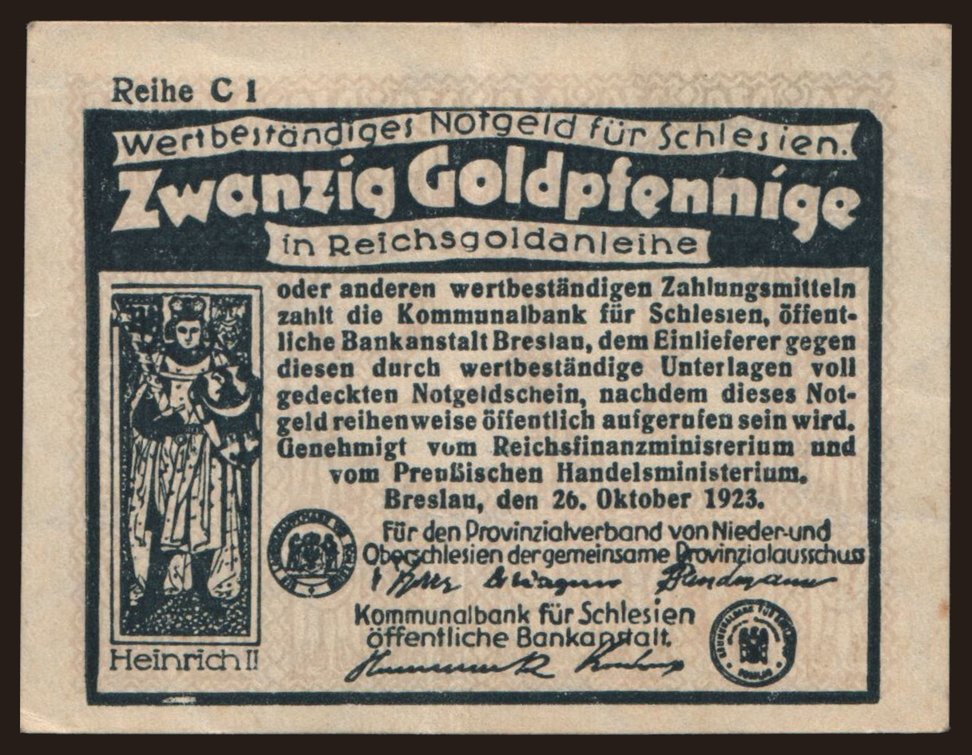 Reihe C 1
Wertbeständiges Notgeld für Schlesien.
Zwanzig Goldpfennige
in Reichsgoldanleihe
oder anderen wertbeständigen Zahlungsmitteln
zahlt die Kommunalbank für Schlesien, öffent-
liche Bankanstalt Breslau, dem Einlieferer gegen
diesen durch wertbeständige Unterlagen voll
gedeckten Notgeldschein, nachdem dieses Not-
geld reihenweise öffentlich aufgerufen sein wird.
Genehmigt vom Reichsfinanzministerium und
vom Preußischen Handelsministerium.
Breslau, den 26. Oktober 1923.
Für den Provinzialverband von Nieder-und
Oberschlesien der gemeinsame Provinzialausschuss
Kommunalbank für Schlesien
öffentliche Bankanstalt
Heinrich II